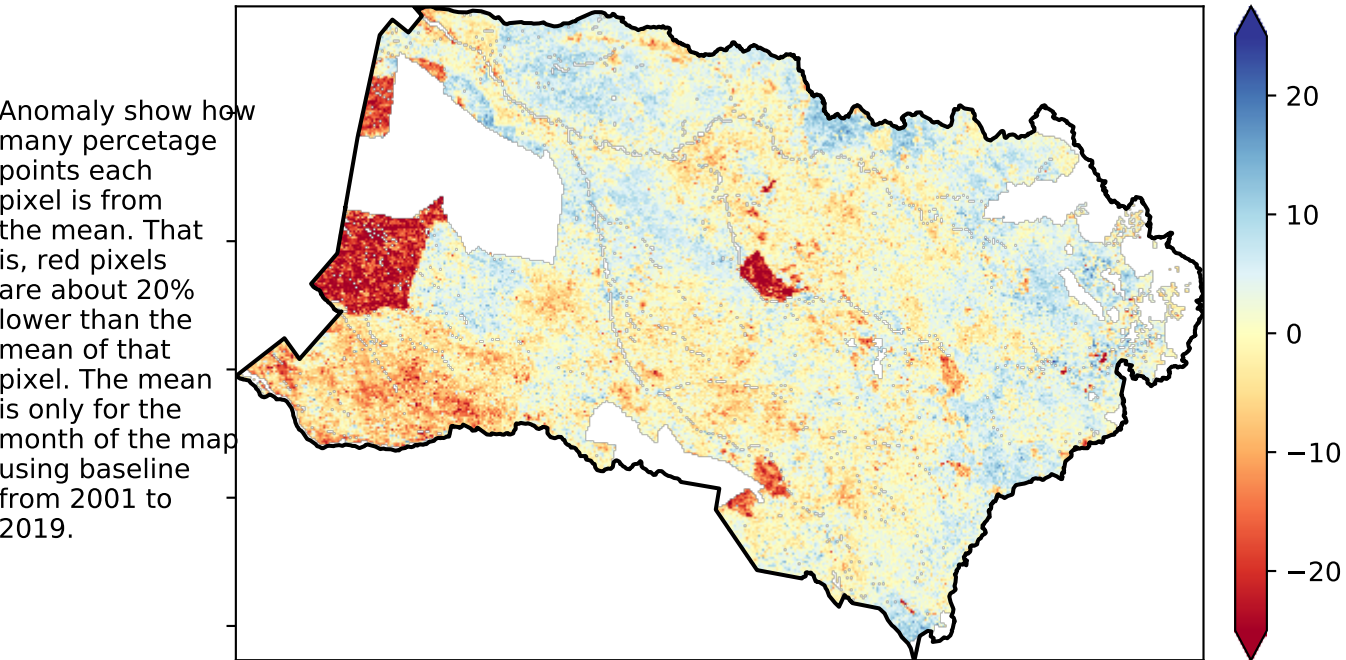 Anomaly show how
many percetage
points each
pixel is from
the mean. That
is, red pixels
are about 20%
lower than the
mean of that
pixel. The mean
is only for the
month of the map
using baseline
from 2001 to
2019.
20
10
0
−10
−20